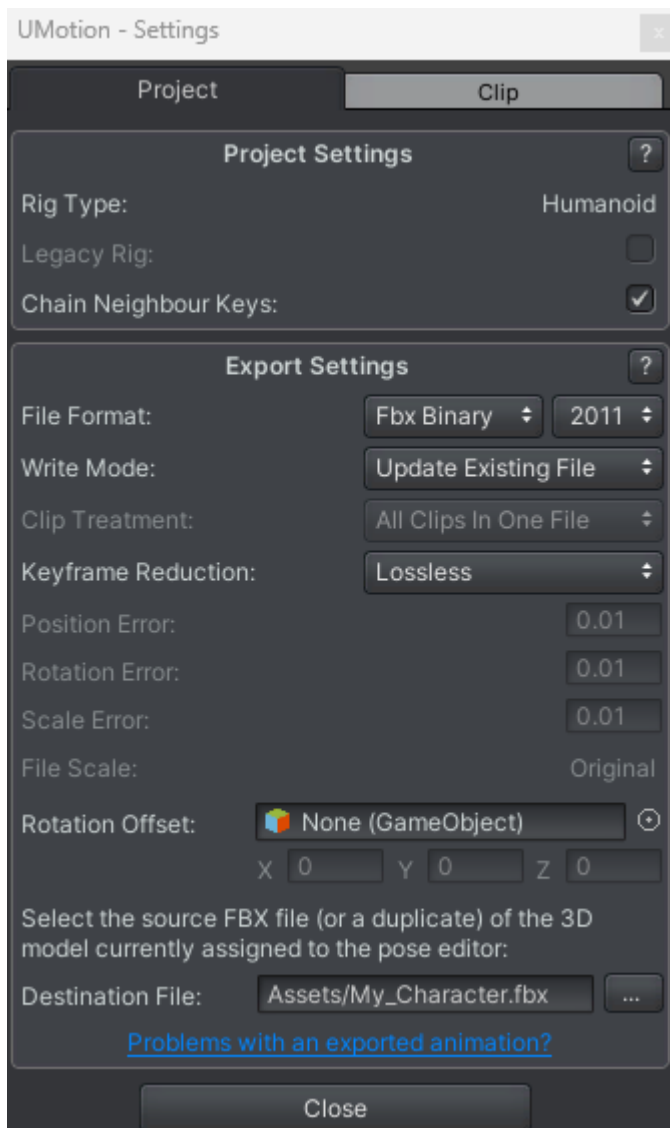 UMotion - Settings
x
Project
Clip
Project Settings
?
Rig Type:
Humanoid
Legacy Rig:
Chain Neighbour Keys:
Export Settings
?
File Format:
Fbx Binary
2011
Write Mode:
Update Existing File
Clip Treatment:
All Clips In One File
Keyframe Reduction:
Lossless
Position Error:
0.01
Rotation Error:
0.01
Scale Error:
0.01
File Scale:
Original
Rotation Offset:
None (GameObject)
X 0 Y 0 Z 0
Select the source FBX file (or a duplicate) of the 3D
model currently assigned to the pose editor:
Destination File:
Assets/My_Character.fbx
...
Problems with an exported animation?
Close